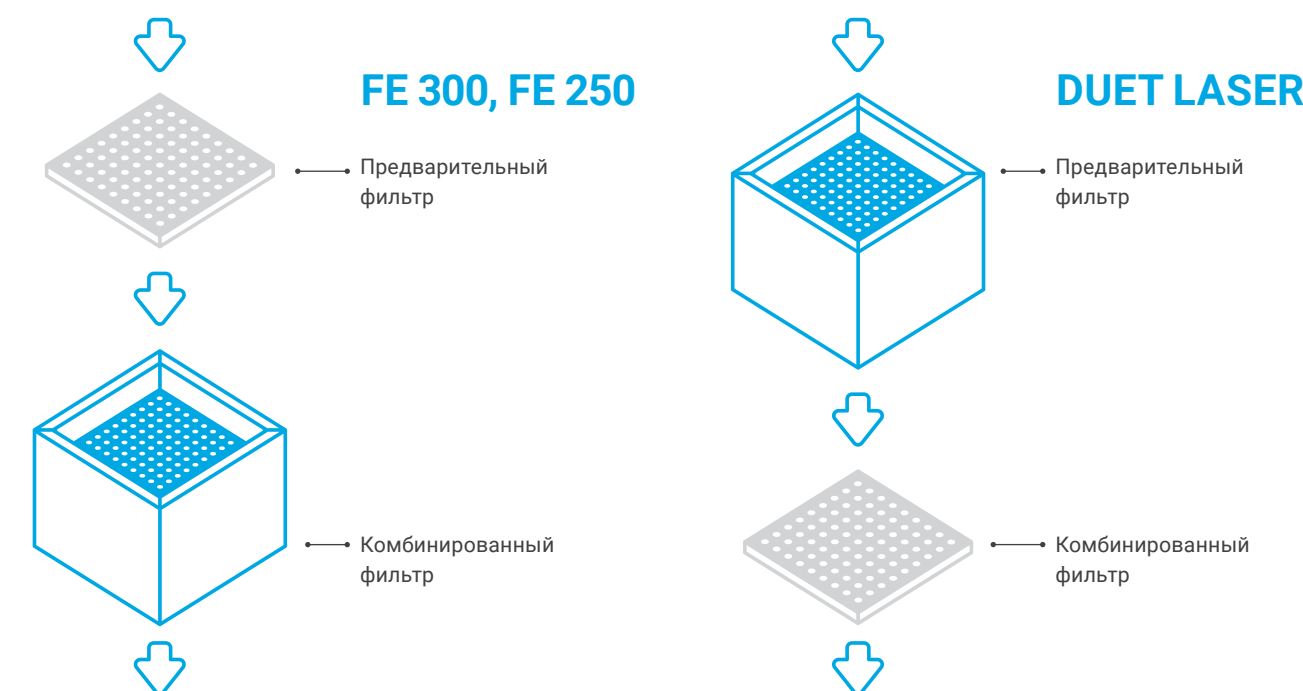 FE 300, FE 250
Предварительный
фильтр
Комбинированный
фильтр
DUET LASER
Предварительный
фильтр
Комбинированный
фильтр